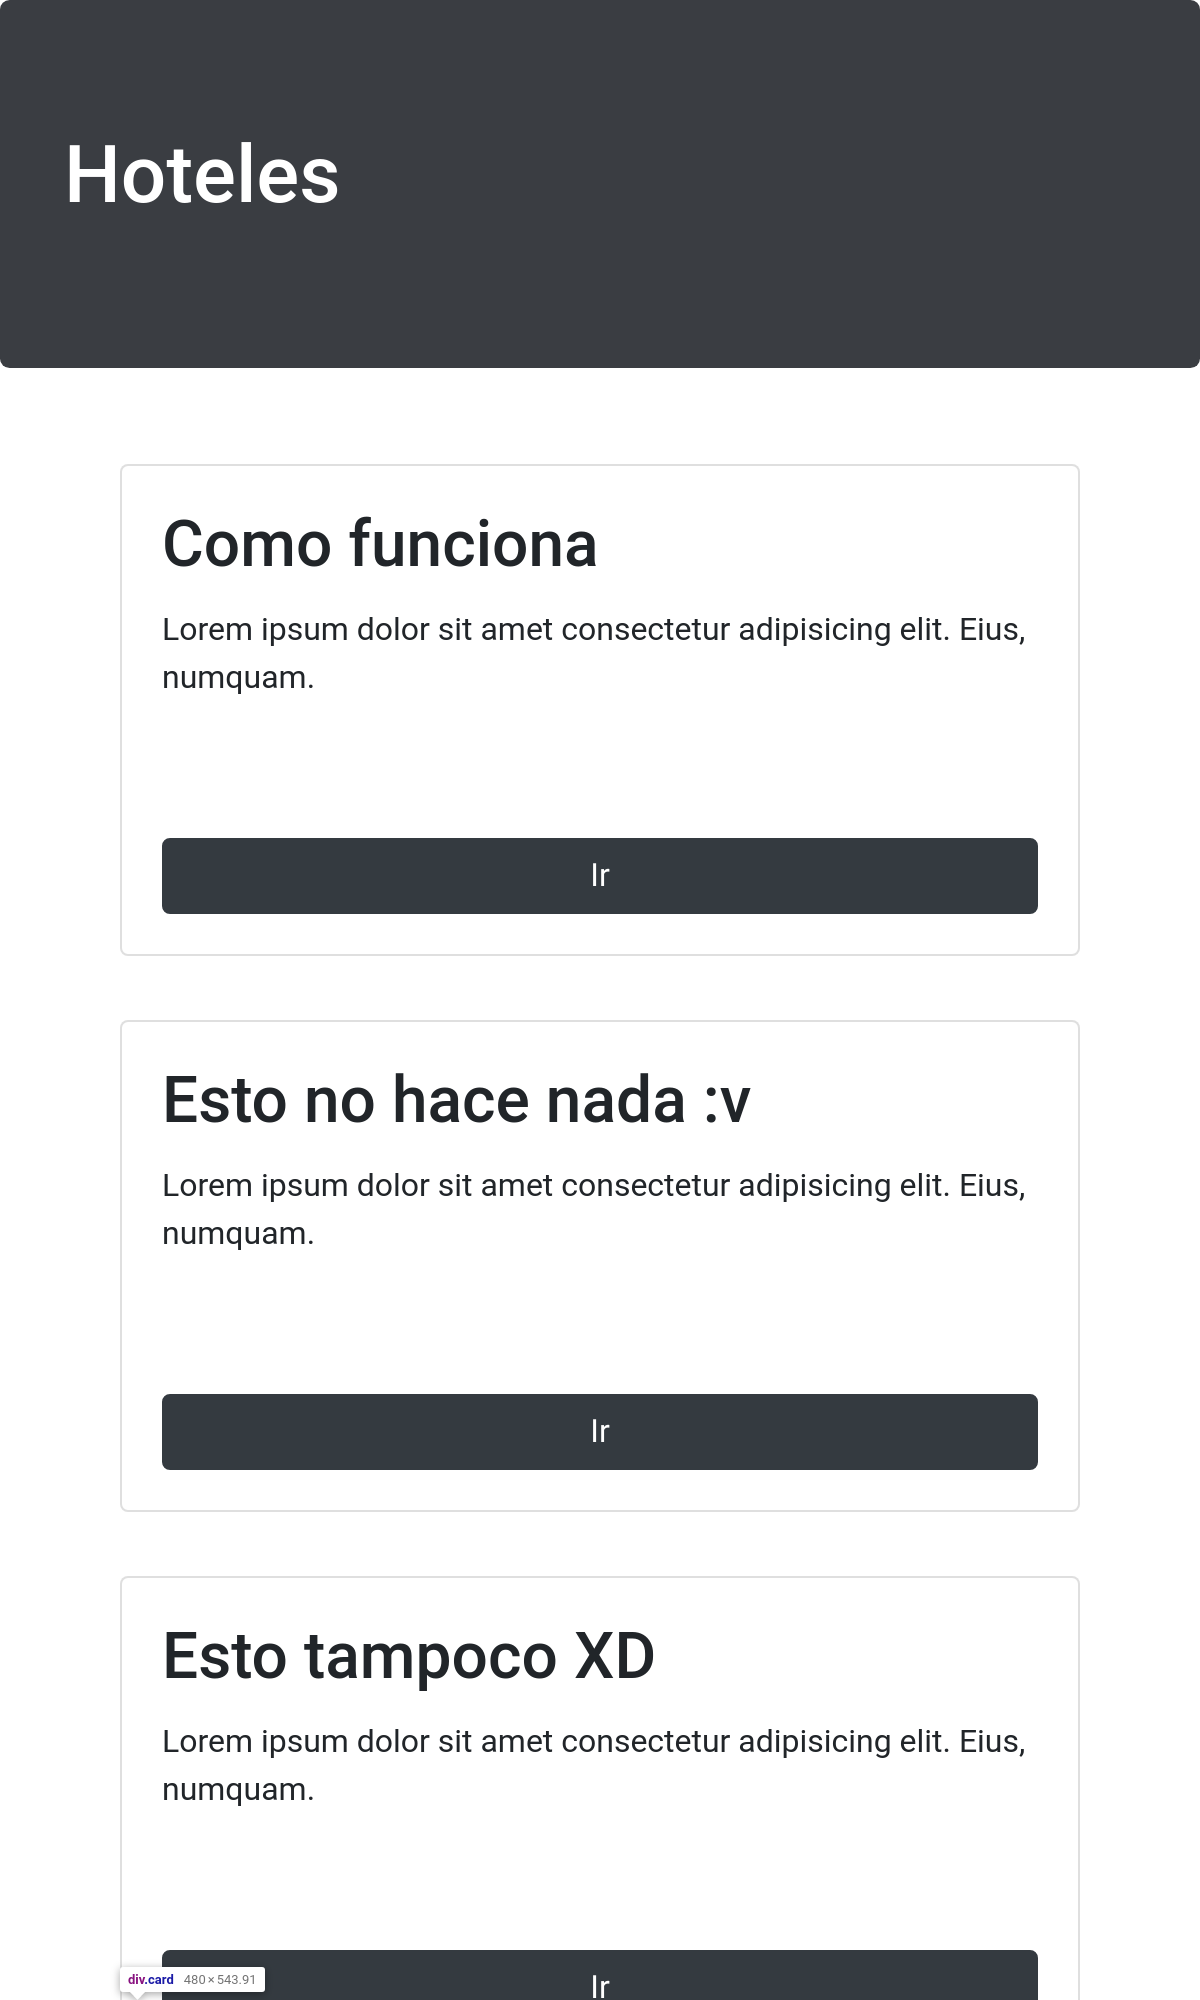 Hoteles
Como funciona
Lorem ipsum dolor sit amet consectetur adipisicing elit. Eius,
numquam.
Ir
Esto no hace nada :v
Lorem ipsum dolor sit amet consectetur adipisicing elit. Eius,
numquam.
Ir
Esto tampoco XD
Lorem ipsum dolor sit amet consectetur adipisicing elit. Eius,
numquam.
Ir
div.card 480 × 543.91